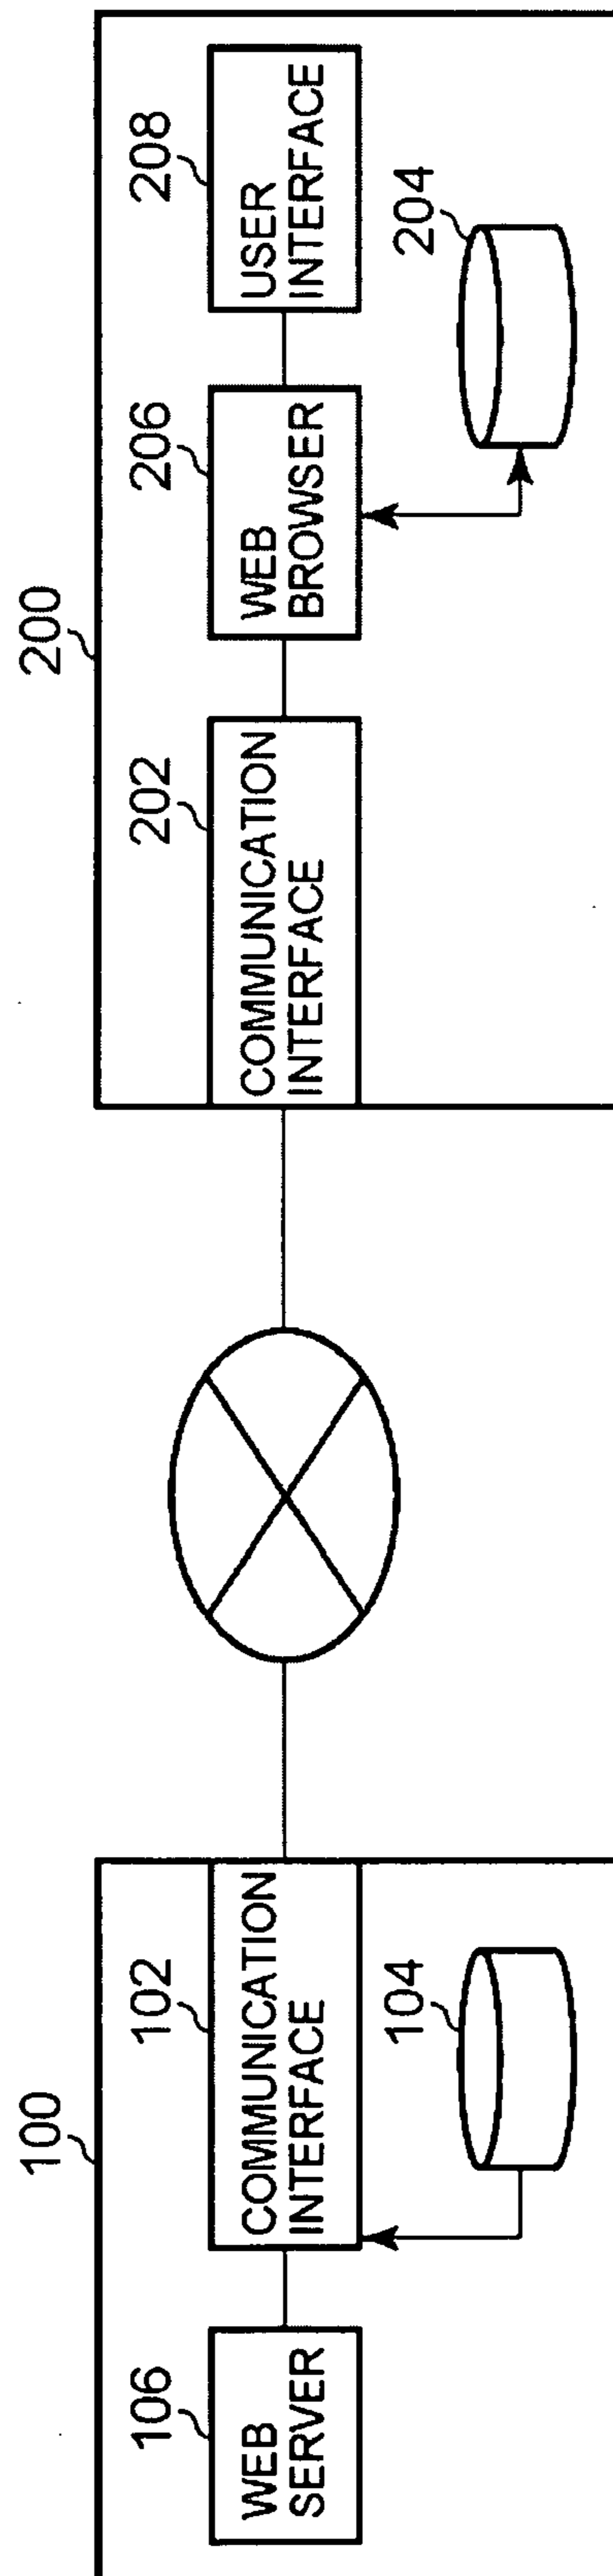 100
106
WEB
SERVER
102
COMMUNICATION
INTERFACE
104
200
202
COMMUNICATION
INTERFACE
206
WEB
BROWSER
208
USER
INTERFACE
204